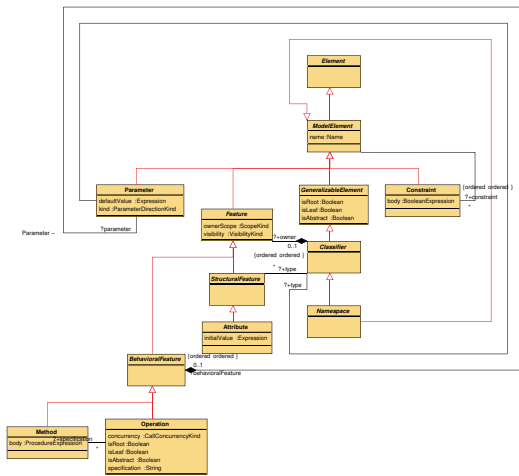 Element
ModelElement
name :Name
{ordered ordered }
?+constraint
*
Parameter
defaultValue :Expression
kind :ParameterDirectionKind
GeneralizableElement
isRoot :Boolean
isLeaf :Boolean
isAbstract :Boolean
Constraint
body :BooleanExpression
Parameter –
?parameter
Feature
ownerScope :ScopeKind
visibility :VisibilityKind
?+owner
0..1
{ordered ordered }
Classifier
*
?+type
?+type
StructuralFeature
Attribute
initialValue :Expression
Namespace
BehavioralFeature
{ordered ordered }
0..1
?behavioralFeature
Method
body :ProcedureExpression
?+specification
*
Operation
concurrency :CallConcurrencyKind
isRoot :Boolean
isLeaf :Boolean
isAbstract :Boolean
specification :String